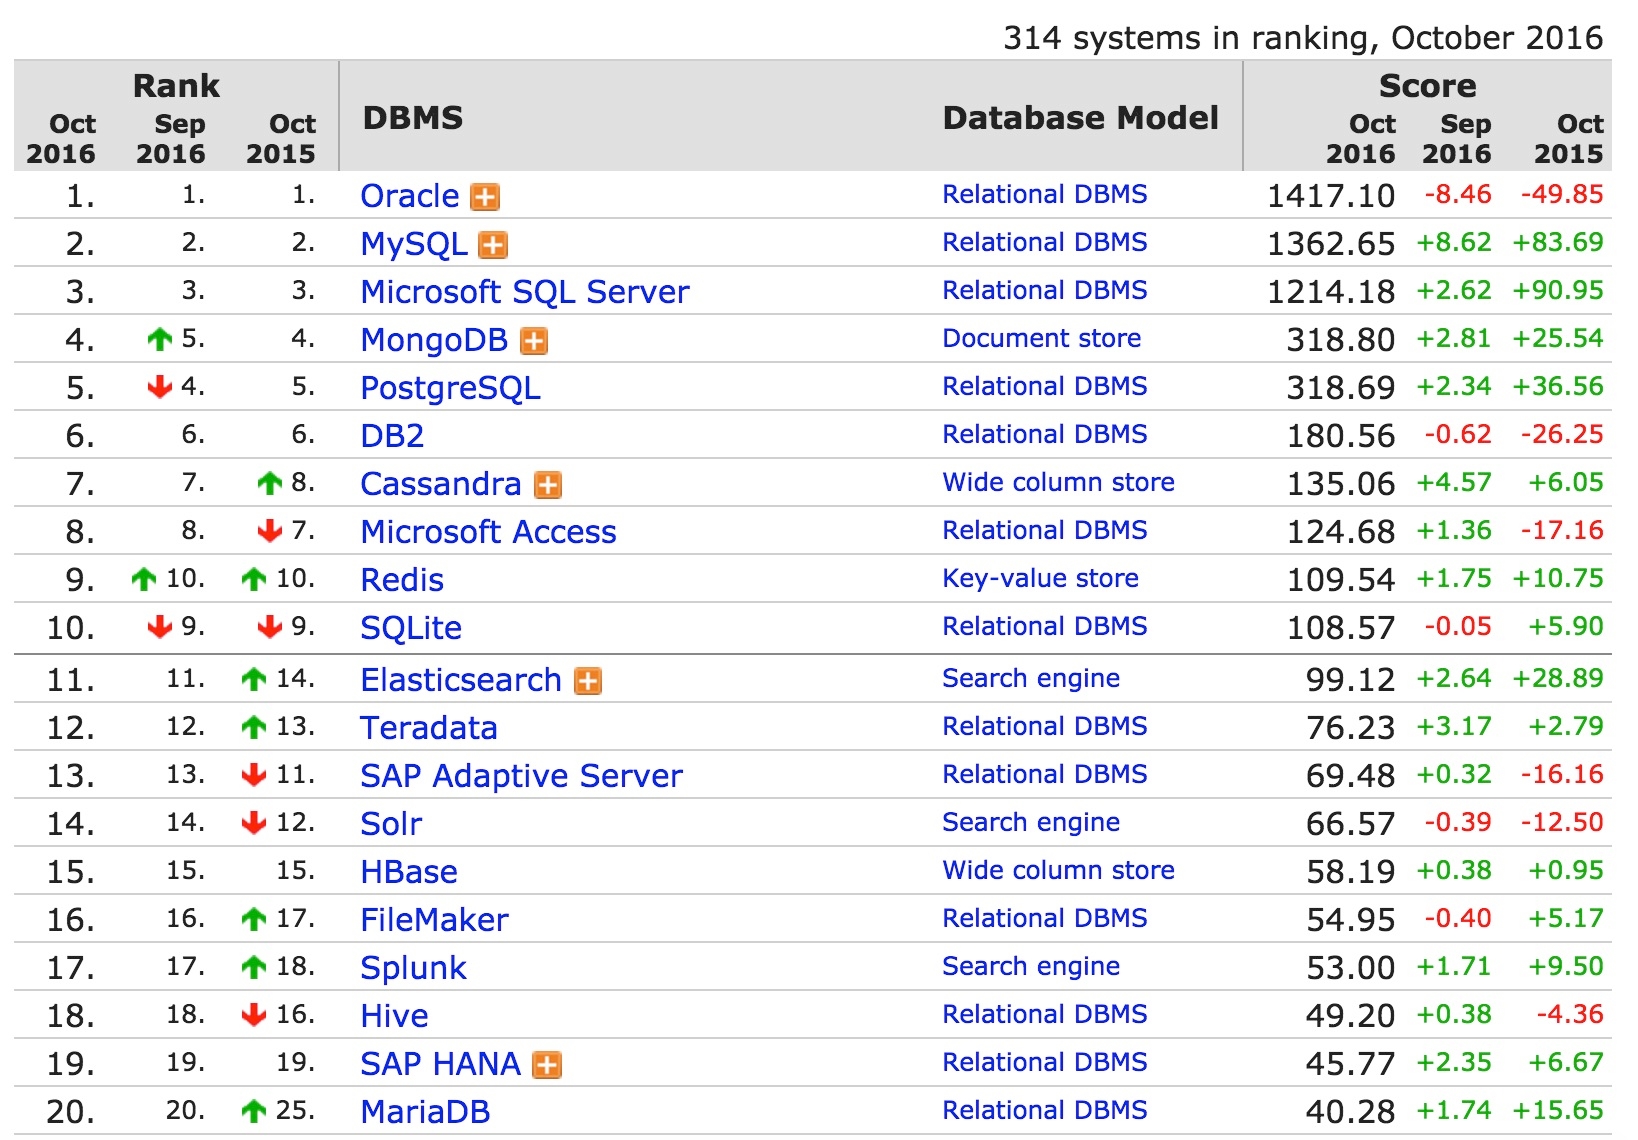 314 systems in ranking, October 2016
Rank DBMS Database Model Score
Oct 2016 Sep 2016 Oct 2015 Oct 2016 Sep 2016 Oct 2015
1. 1. 1. Oracle Relational DBMS 1417.10 -8.46 -49.85
2. 2. 2. MySQL Relational DBMS 1362.65 +8.62 +83.69
3. 3. 3. Microsoft SQL Server Relational DBMS 1214.18 +2.62 +90.95
4. 5. 4. MongoDB Document store 318.80 +2.81 +25.54
5. 4. 5. PostgreSQL Relational DBMS 318.69 +2.34 +36.56
6. 6. 6. DB2 Relational DBMS 180.56 -0.62 -26.25
7. 7. 8. Cassandra Wide column store 135.06 +4.57 +6.05
8. 8. 7. Microsoft Access Relational DBMS 124.68 +1.36 -17.16
9. 10. 10. Redis Key-value store 109.54 +1.75 +10.75
10. 9. 9. SQLite Relational DBMS 108.57 -0.05 +5.90
11. 11. 14. Elasticsearch Search engine 99.12 +2.64 +28.89
12. 12. 13. Teradata Relational DBMS 76.23 +3.17 +2.79
13. 13. 11. SAP Adaptive Server Relational DBMS 69.48 +0.32 -16.16
14. 14. 12. Solr Search engine 66.57 -0.39 -12.50
15. 15. 15. HBase Wide column store 58.19 +0.38 +0.95
16. 16. 17. FileMaker Relational DBMS 54.95 -0.40 +5.17
17. 17. 18. Splunk Search engine 53.00 +1.71 +9.50
18. 18. 16. Hive Relational DBMS 49.20 +0.38 -4.36
19. 19. 19. SAP HANA Relational DBMS 45.77 +2.35 +6.67
20. 20. 25. MariaDB Relational DBMS 40.28 +1.74 +15.65